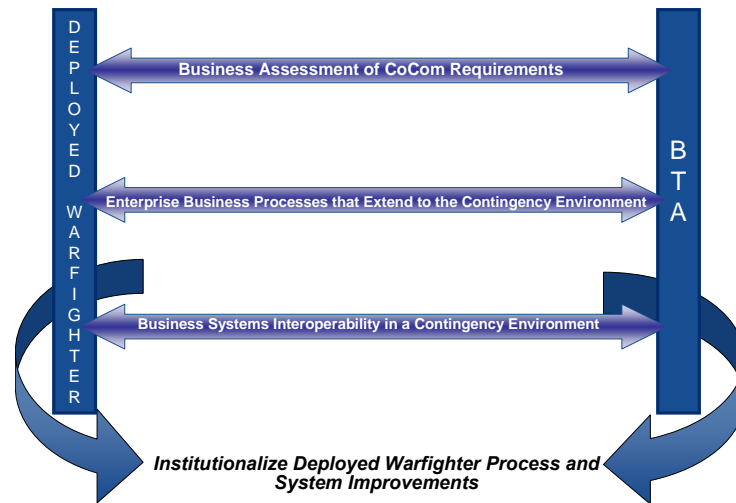 DEPLOYED WARFIGHTER
Business Assessment of CoCom Requirements
BTA
Enterprise Business Processes that Extend to the Contingency Environment
Business Systems Interoperability in a Contingency Environment
Institutionalize Deployed Warfighter Process and
System Improvements